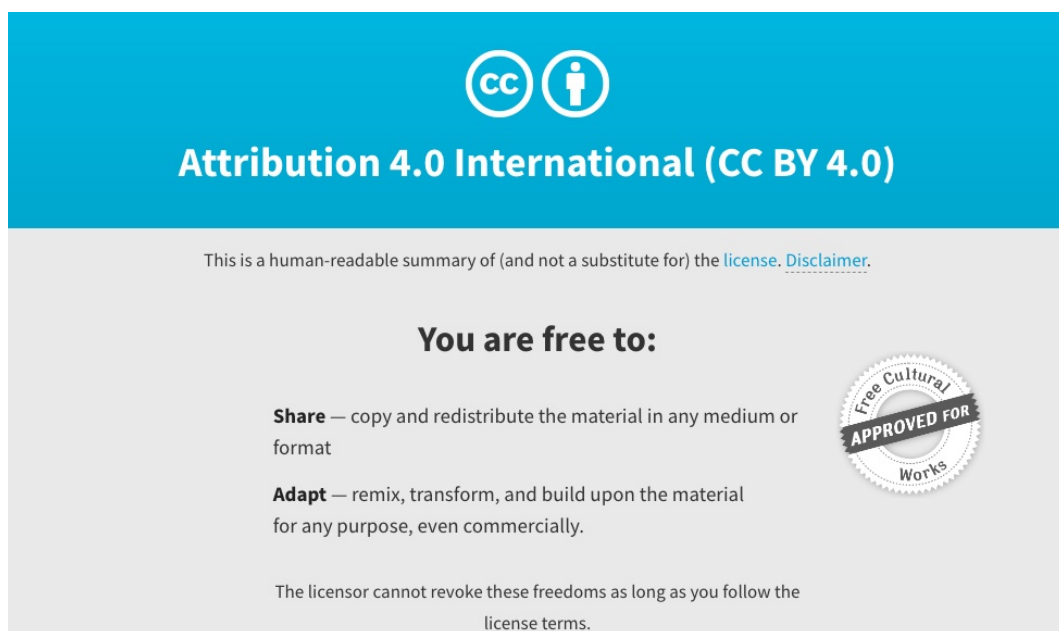 cc
Attribution 4.0 International (CC BY 4.0)
This is a human-readable summary of (and not a substitute for) the license. Disclaimer.
You are free to:
Share — copy and redistribute the material in any medium or
format
Adapt — remix, transform, and build upon the material
for any purpose, even commercially.
Free Cultural
APPROVED FOR
Works
The licensor cannot revoke these freedoms as long as you follow the
license terms.